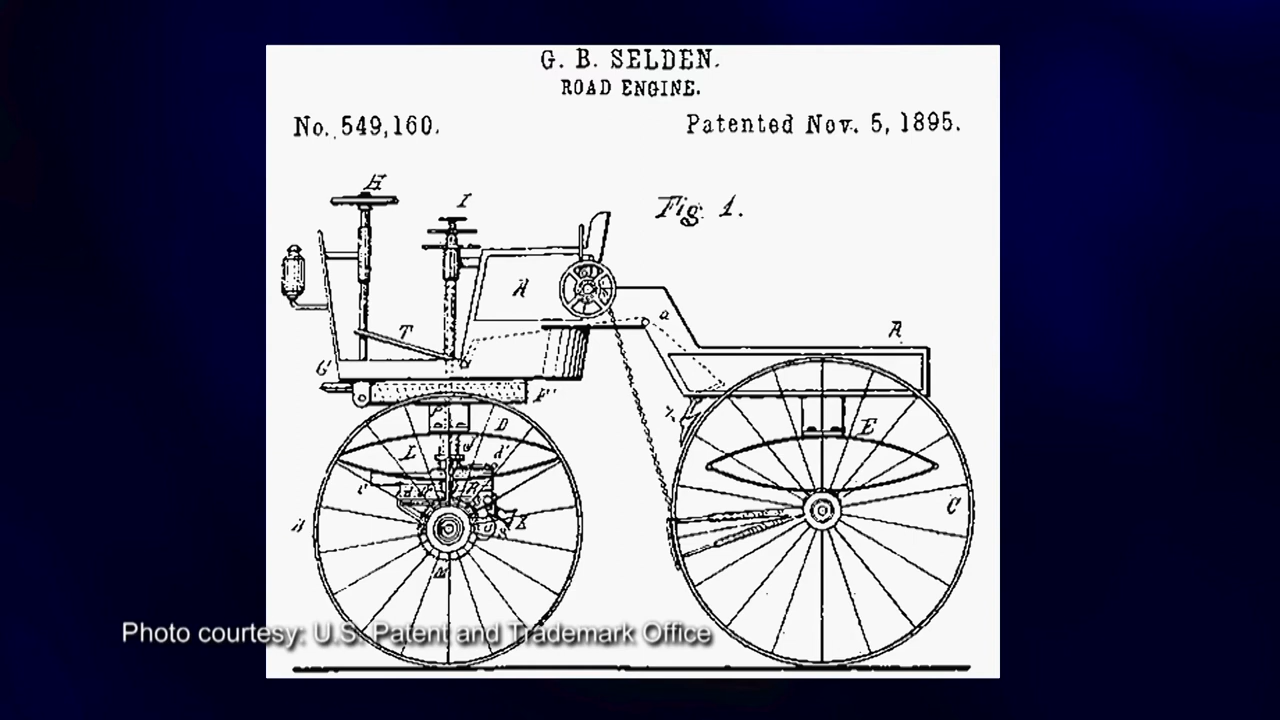 G. B. SELDEN.
ROAD ENGINE.
No. 549,160.
Patented Nov. 5, 1895.
H
I
Fig. 1.
A
a
T
R
G
F'
z
D
E
L
d'
e
C
M
Photo courtesy: U.S. Patent and Trademark Office